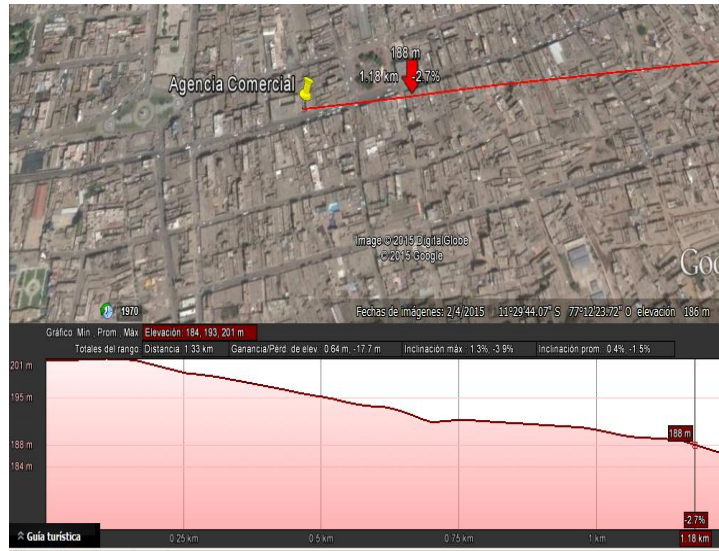 188 m
1.18 km -2.7%
Agencia Comercial
Image © 2015 DigitalGlobe
© 2015 Google
Goo
1970
Fechas de imágenes: 2/4/2015 11°29'44.07" S 77°12'23.72" O elevación 186 m
Gráfico: Mín., Prom., Máx. Elevación: 184, 193, 201 m
Totales del rango: Distancia: 1.33 km Ganancia/Pérd. de elev.: 0.64 m, -17.7 m Inclinación máx.: 1.3%, -3.9% Inclinación prom.: 0.4%, -1.5%
201 m
195 m
188 m
188 m
184 m
-2.7%
Guía turística
0.25 km 0.5 km 0.75 km 1 km 1.18 km